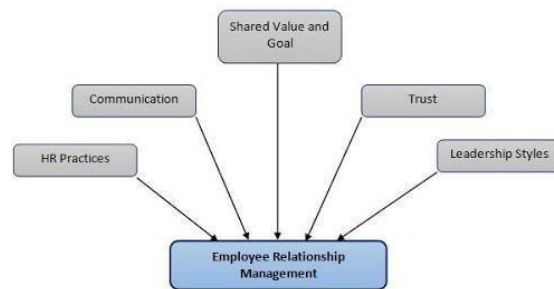 Shared Value and
Goal
Communication
Trust
HR Practices
Leadership Styles
Employee Relationship
Management